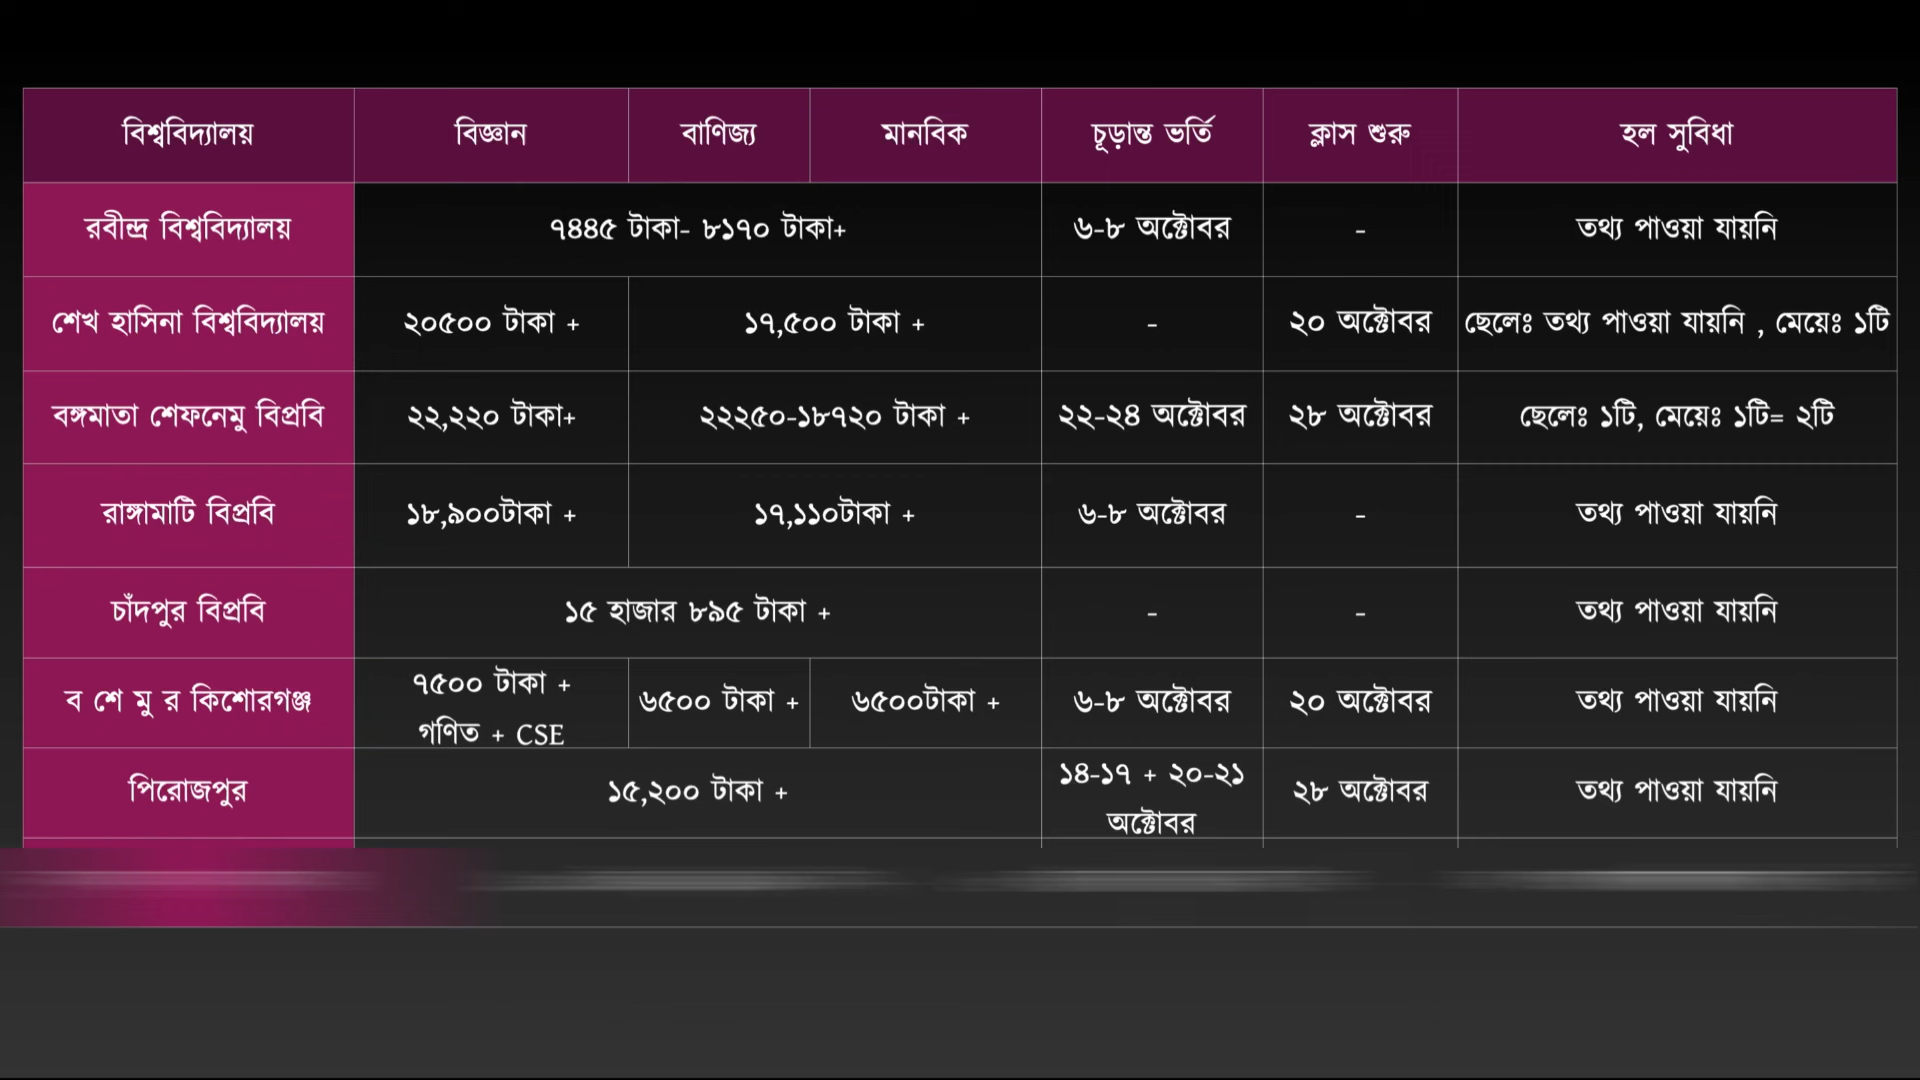 বিশ্ববিদ্যালয় বিজ্ঞান বাণিজ্য মানবিক চূড়ান্ত ভর্তি ক্লাস শুরু হল সুবিধা
রবীন্দ্র বিশ্ববিদ্যালয় ৭৪৪৫ টাকা- ৮১৭০ টাকা+ ৬-৮ অক্টোবর - তথ্য পাওয়া যায়নি
শেখ হাসিনা বিশ্ববিদ্যালয় ২০৫০০ টাকা + ১৭,৫০০ টাকা + - ২০ অক্টোবর ছেলেঃ তথ্য পাওয়া যায়নি , মেয়েঃ ১টি
বঙ্গমাতা শেফনেমু বিপ্রবি ২২,২২০ টাকা+ ২২২৫০-১৮৭২০ টাকা + ২২-২৪ অক্টোবর ২৮ অক্টোবর ছেলেঃ ১টি, মেয়েঃ ১টি= ২টি
রাঙ্গামাটি বিপ্রবি ১৮,৯০০টাকা + ১৭,১১০টাকা + ৬-৮ অক্টোবর - তথ্য পাওয়া যায়নি
চাঁদপুর বিপ্রবি ১৫ হাজার ৮৯৫ টাকা + - - তথ্য পাওয়া যায়নি
ব শে মু র কিশোরগঞ্জ ৭৫০০ টাকা +
গণিত + CSE ৬৫০০ টাকা + ৬৫০০টাকা + ৬-৮ অক্টোবর ২০ অক্টোবর তথ্য পাওয়া যায়নি
পিরোজপুর ১৫,২০০ টাকা + ১৪-১৭ + ২০-২১
অক্টোবর ২৮ অক্টোবর তথ্য পাওয়া যায়নি